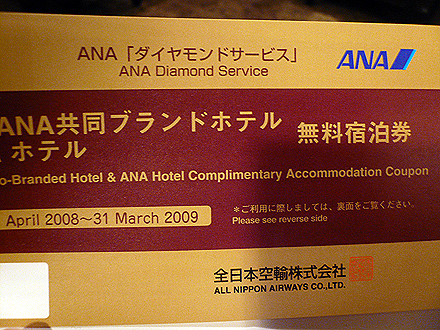 ANA「ダイヤモンドサービス」
ANA Diamond Service
ANA
ANA共同ブランドホテル
ホテル
無料宿泊券
o-Branded Hotel & ANA Hotel Complimentary Accommodation Coupon
April 2008～31 March 2009
＊ご利用に際しましては、裏面をご覧ください。
Please see reverse side
全日本空輸株式会社
ALL NIPPON AIRWAYS CO.,LTD.